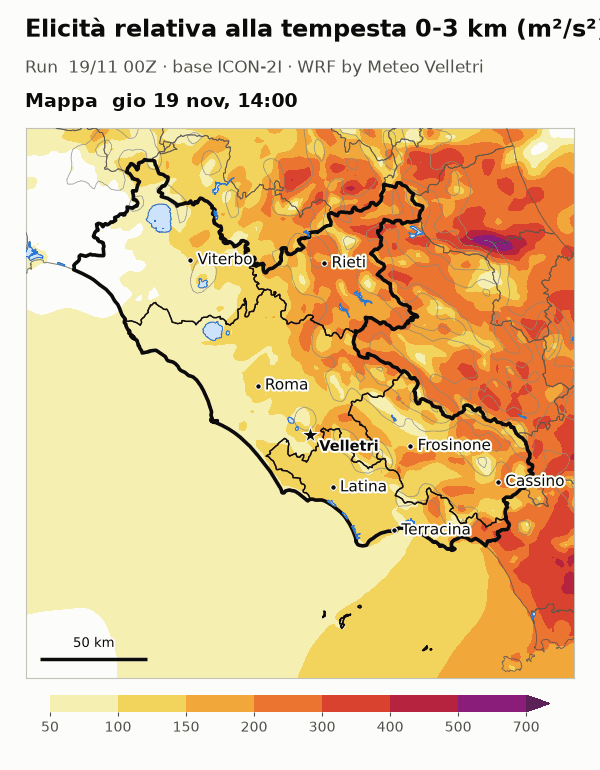 Elicità relativa alla tempesta 0-3 km (m²/s²)
Run 19/11 00Z · base ICON-2I · WRF by Meteo Velletri
Mappa gio 19 nov, 14:00
Viterbo
Rieti
Roma
Velletri
Frosinone
Cassino
Latina
Terracina
50 km
50 100 150 200 300 400 500 700